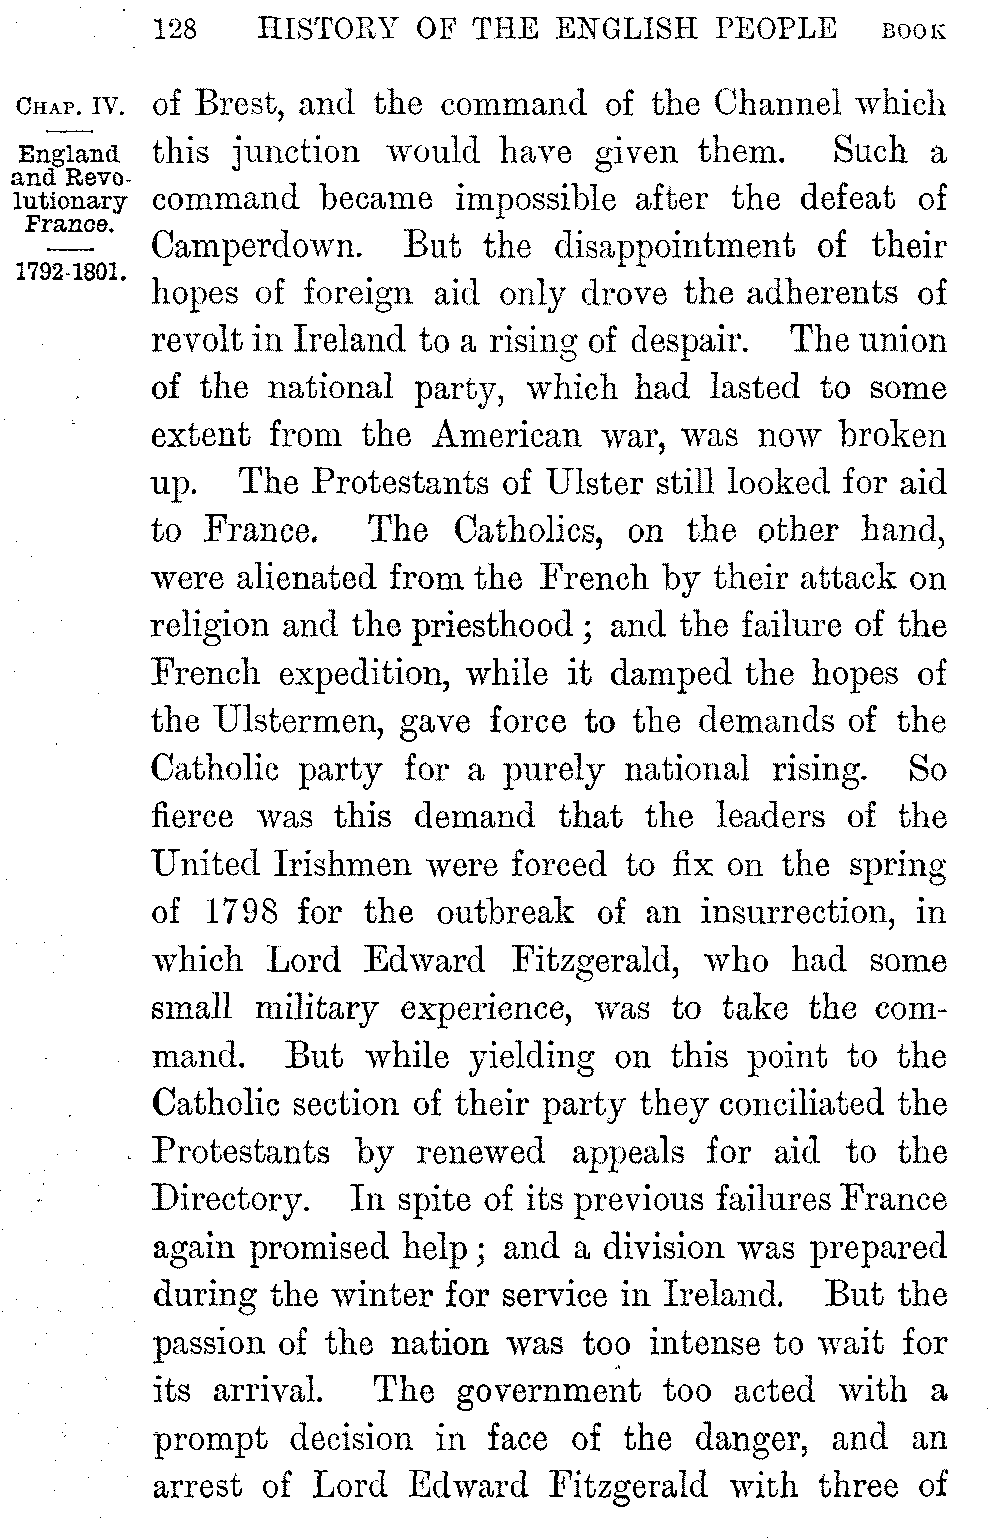 128 HISTORY OF THE ENGLISH PEOPLE BOOK
CHAP. IV.
England
and Revo-
lutionary
France.
1792-1801.
of Brest, and the command of the Channel which
this junction would have given them. Such a
command became impossible after the defeat of
Camperdown. But the disappointment of their
hopes of foreign aid only drove the adherents of
revolt in Ireland to a rising of despair. The union
of the national party, which had lasted to some
extent from the American war, was now broken
up. The Protestants of Ulster still looked for aid
to France. The Catholics, on the other hand,
were alienated from the French by their attack on
religion and the priesthood ; and the failure of the
French expedition, while it damped the hopes of
the Ulstermen, gave force to the demands of the
Catholic party for a purely national rising. So
fierce was this demand that the leaders of the
United Irishmen were forced to fix on the spring
of 1798 for the outbreak of an insurrection, in
which Lord Edward Fitzgerald, who had some
small military experience, was to take the com-
mand. But while yielding on this point to the
Catholic section of their party they conciliated the
Protestants by renewed appeals for aid to the
Directory. In spite of its previous failures France
again promised help ; and a division was prepared
during the winter for service in Ireland. But the
passion of the nation was too intense to wait for
its arrival. The government too acted with a
prompt decision in face of the danger, and an
arrest of Lord Edward Fitzgerald with three of